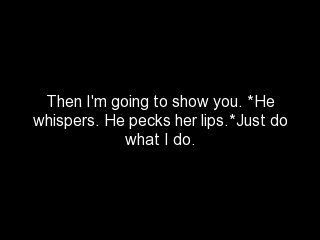 Then I'm going to show you. *He
whispers. He pecks her lips.*Just do
what I do.